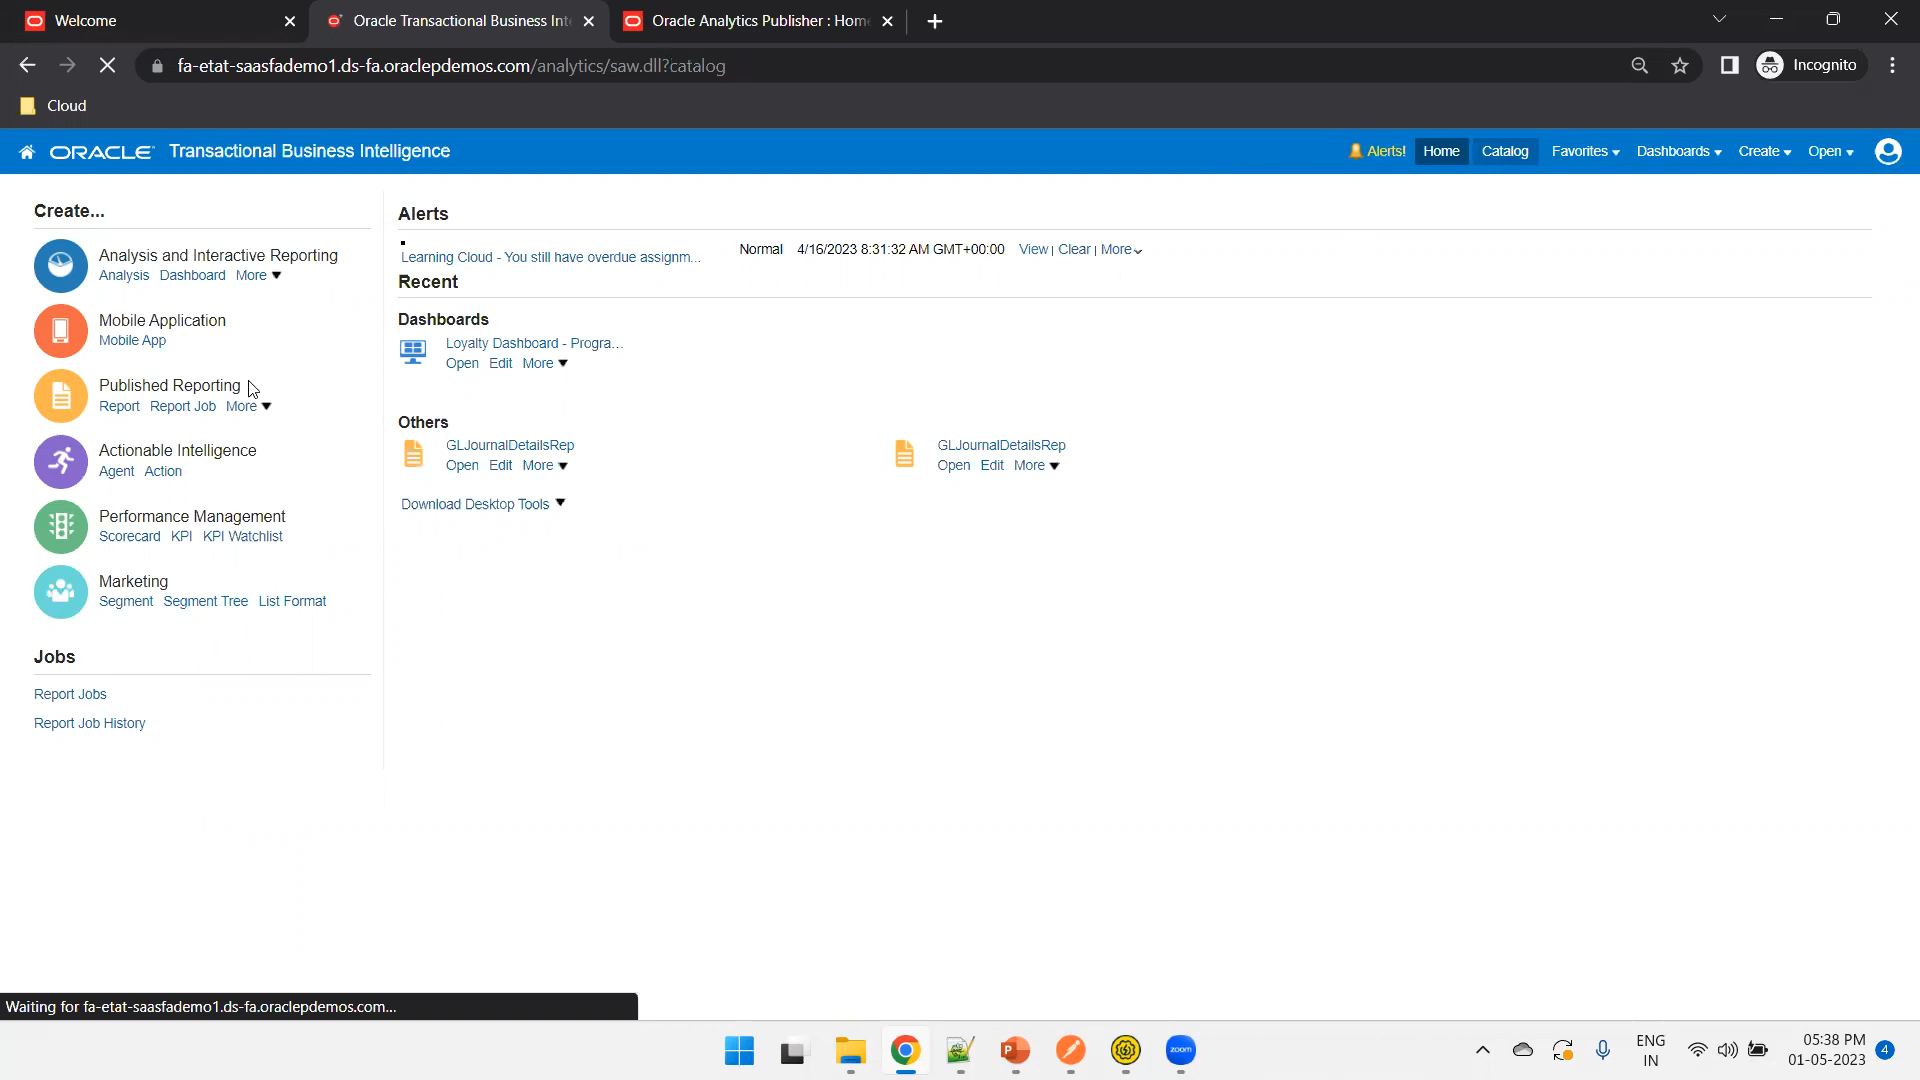 Welcome
Oracle Transactional Business Inte
Oracle Analytics Publisher : Home
fa-etat-saasfademo1.ds-fa.oraclepdemos.com/analytics/saw.dll?catalog
Incognito
Cloud
ORACLE Transactional Business Intelligence
Alerts! Home Catalog Favorites Dashboards Create Open
Create...
Analysis and Interactive Reporting
Analysis Dashboard More
Mobile Application
Mobile App
Published Reporting
Report Report Job More
Actionable Intelligence
Agent Action
Performance Management
Scorecard KPI KPI Watchlist
Marketing
Segment Segment Tree List Format
Jobs
Report Jobs
Report Job History
Alerts
Learning Cloud - You still have overdue assignm... Normal 4/16/2023 8:31:32 AM GMT+00:00 View | Clear | More
Recent
Dashboards
Loyalty Dashboard - Progra...
Open Edit More
Others
GLJournalDetailsRep GLJournalDetailsRep
Open Edit More Open Edit More
Download Desktop Tools
Waiting for fa-etat-saasfademo1.ds-fa.oraclepdemos.com...
zoom
ENG
IN
05:38 PM
01-05-2023
4